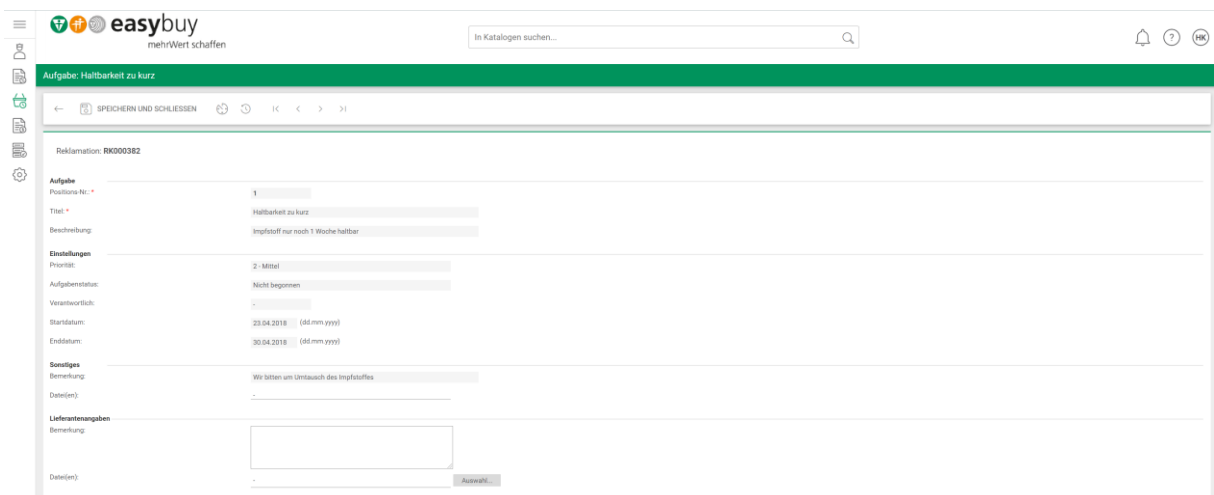 easybuy
mehrWert schaffen
In Katalogen suchen...
?
HK
Aufgabe: Haltbarkeit zu kurz
SPEICHERN UND SCHLIESSEN
Reklamation: RK000382
Aufgabe
Positions-Nr.: * 1
Titel: * Haltbarkeit zu kurz
Beschreibung: Impfstoff nur noch 1 Woche haltbar
Einstellungen
Priorität: 2 - Mittel
Aufgabenstatus: Nicht begonnen
Verantwortlich: -
Startdatum: 23.04.2018 (dd.mm.yyyy)
Enddatum: 30.04.2018 (dd.mm.yyyy)
Sonstiges
Bemerkung: Wir bitten um Umtausch des Impfstoffes
Datei(en): -
Lieferantenangaben
Bemerkung:
Datei(en): - Auswahl...